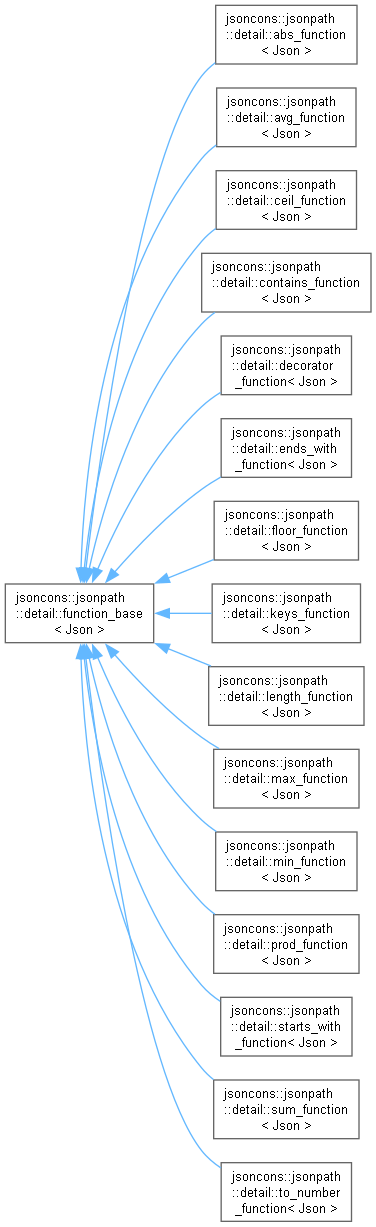 jsoncons::jsonpath
::detail::abs_function
< Json >
jsoncons::jsonpath
::detail::avg_function
< Json >
jsoncons::jsonpath
::detail::ceil_function
< Json >
jsoncons::jsonpath
::detail::contains_function
< Json >
jsoncons::jsonpath
::detail::decorator
_function< Json >
jsoncons::jsonpath
::detail::ends_with
_function< Json >
jsoncons::jsonpath
::detail::floor_function
< Json >
jsoncons::jsonpath
::detail::function_base
< Json >
jsoncons::jsonpath
::detail::keys_function
< Json >
jsoncons::jsonpath
::detail::length_function
< Json >
jsoncons::jsonpath
::detail::max_function
< Json >
jsoncons::jsonpath
::detail::min_function
< Json >
jsoncons::jsonpath
::detail::prod_function
< Json >
jsoncons::jsonpath
::detail::starts_with
_function< Json >
jsoncons::jsonpath
::detail::sum_function
< Json >
jsoncons::jsonpath
::detail::to_number
_function< Json >